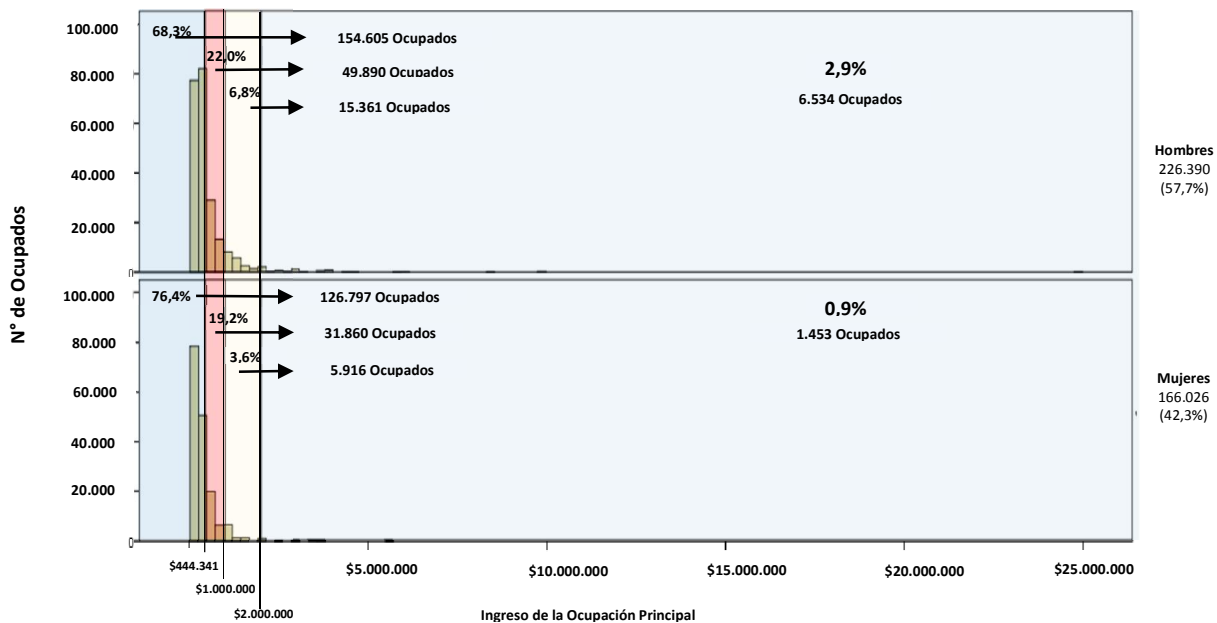 N° de Ocupados
100.000
80.000
60.000
40.000
20.000
0
68,3%
154.605 Ocupados
22,0%
49.890 Ocupados
6,8%
15.361 Ocupados
2,9%
6.534 Ocupados
Hombres
226.390
(57,7%)
100.000
80.000
60.000
40.000
20.000
0
76,4%
126.797 Ocupados
19,2%
31.860 Ocupados
3,6%
5.916 Ocupados
0,9%
1.453 Ocupados
Mujeres
166.026
(42,3%)
$444.341
$1.000.000
$2.000.000
$5.000.000
$10.000.000
$15.000.000
$20.000.000
$25.000.000
Ingreso de la Ocupación Principal